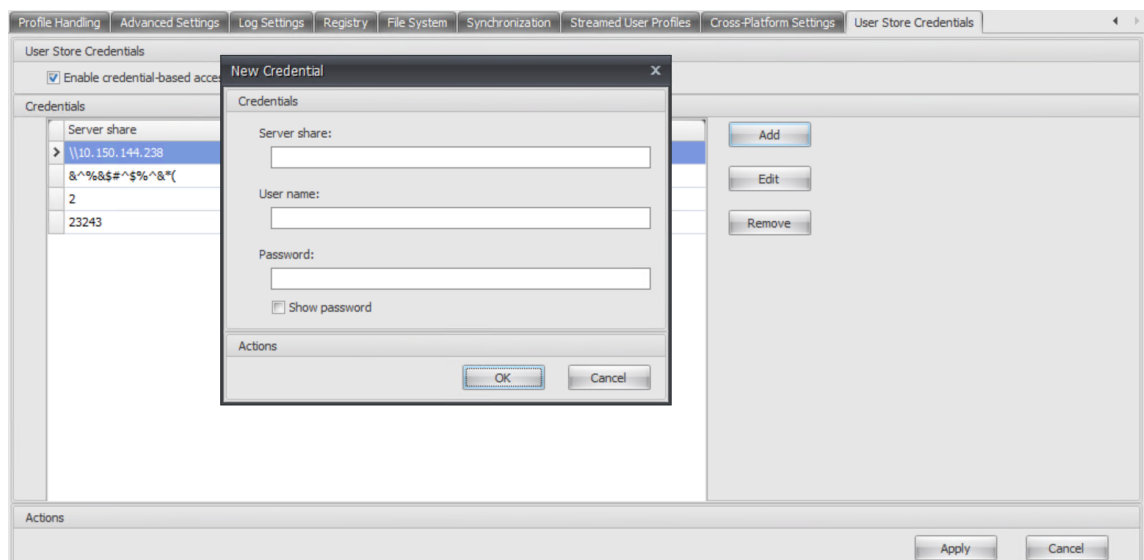 Profile Handling Advanced Settings Log Settings Registry File System Synchronization Streamed User Profiles Cross-Platform Settings User Store Credentials
User Store Credentials
Enable credential-based
New Credential x
Credentials
Credentials
Server share
Server share:
\\10.150.144.238
&^%&$#^$%^&*(
2
23243
User name:
Password:
Show password
Actions
OK Cancel
Add
Edit
Remove
Actions
Apply Cancel